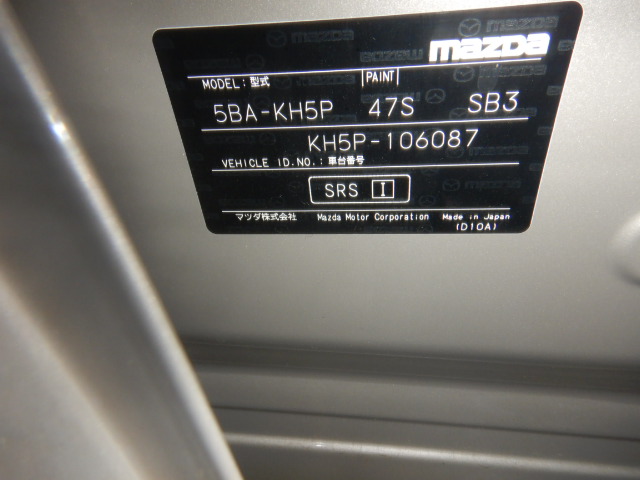 mazda
MODEL:型式 PAINT
5BA-KH5P 47S SB3
KH5P-106087
VEHICLE ID.NO.:車台番号
SRS I
マツダ株式会社 Mazda Motor Corporation Made in Japan
(D10A)